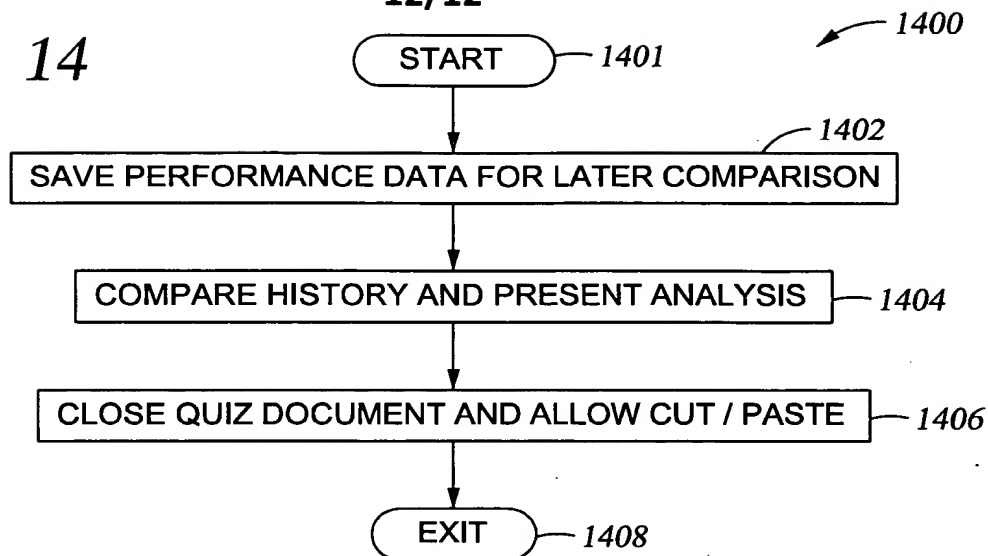 12/12
1400
14
START
1401
1402
SAVE PERFORMANCE DATA FOR LATER COMPARISON
COMPARE HISTORY AND PRESENT ANALYSIS
1404
CLOSE QUIZ DOCUMENT AND ALLOW CUT / PASTE
1406
EXIT
1408